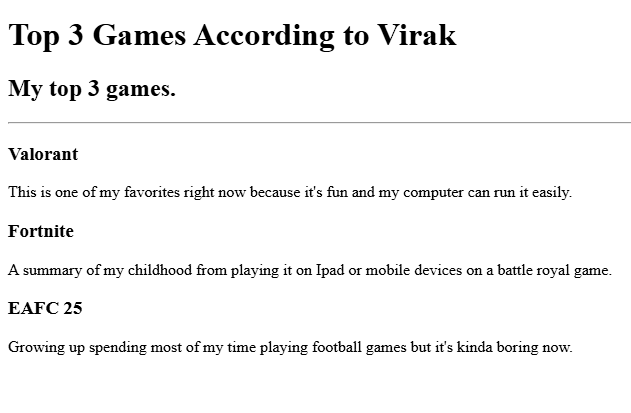 Top 3 Games According to Virak
My top 3 games.
Valorant
This is one of my favorites right now because it's fun and my computer can run it easily.
Fortnite
A summary of my childhood from playing it on Ipad or mobile devices on a battle royal game.
EAFC 25
Growing up spending most of my time playing football games but it's kinda boring now.